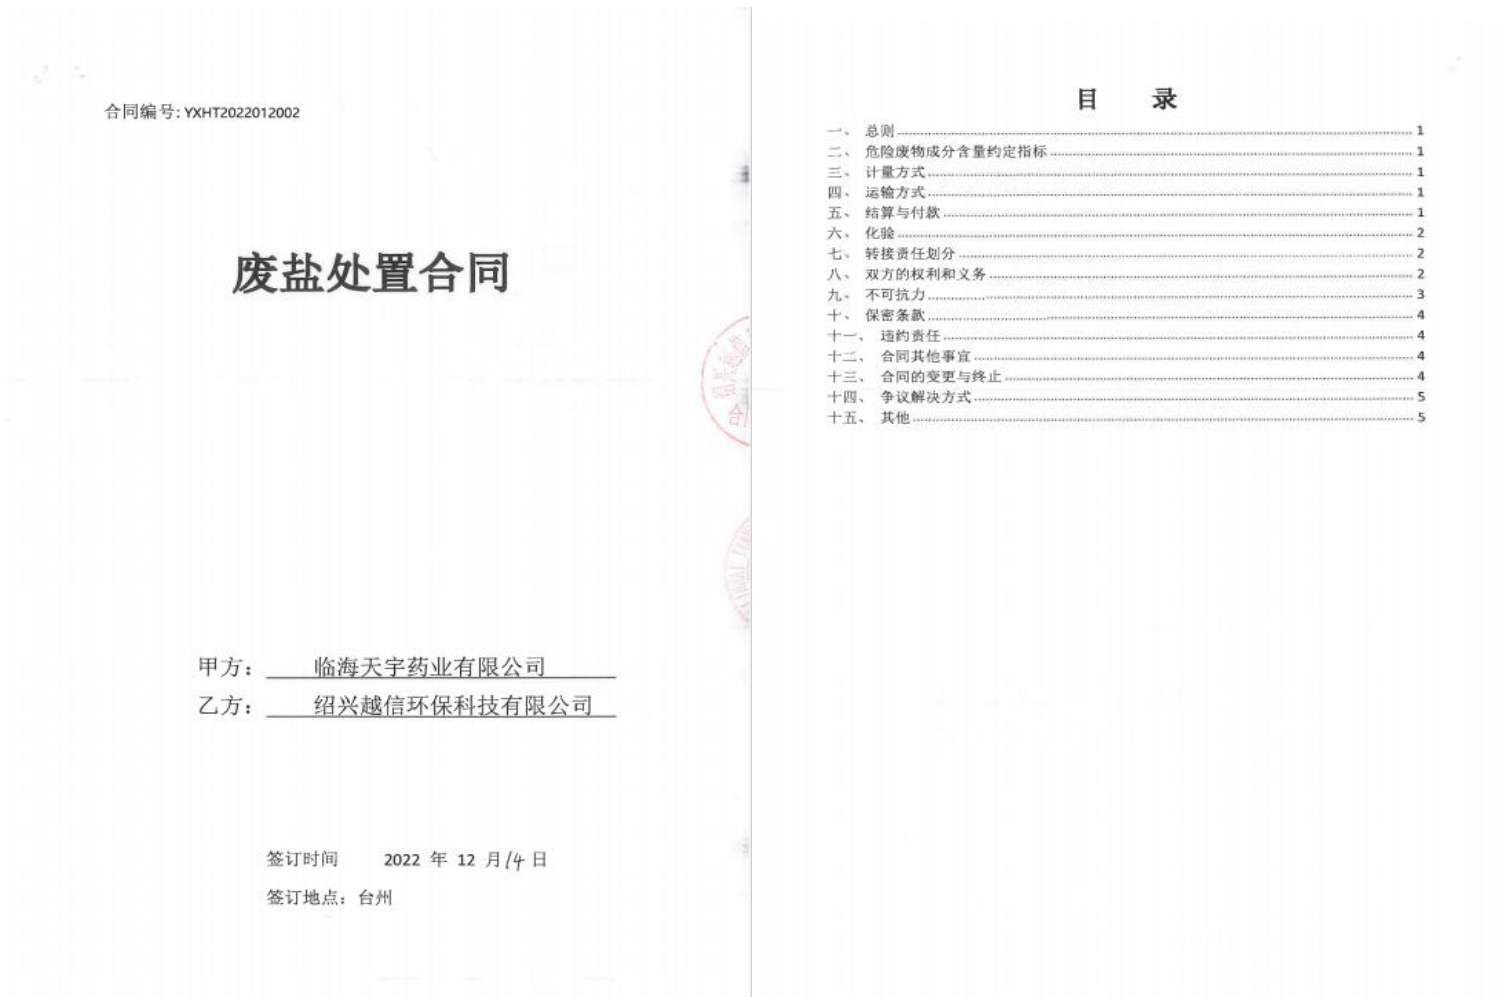 合同编号: YXHT2022012002
废盐处置合同
甲方： 临海天宇药业有限公司
乙方： 绍兴越信环保科技有限公司
签订时间 2022 年 12 月 14 日
签订地点：台州
绍兴越信
合
目 录
一、 总则 1
二、 危险废物成分含量约定指标 1
三、 计量方式 1
四、 运输方式 1
五、 结算与付款 1
六、 化验 2
七、 转接责任划分 2
八、 双方的权利和义务 2
九、 不可抗力 3
十、 保密条款 4
十一、 违约责任 4
十二、 合同其他事宜 4
十三、 合同的变更与终止 4
十四、 争议解决方式 5
十五、 其他 5